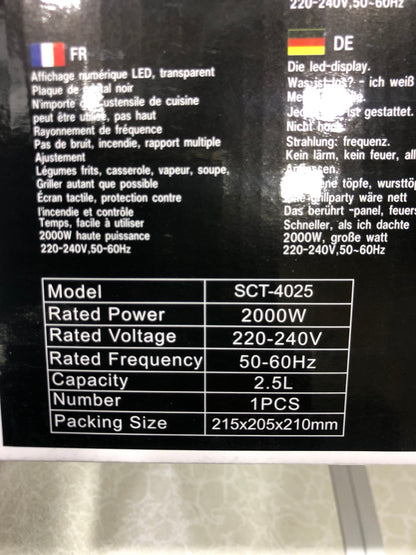 220-240V,50~60Hz
FR
Affichage numérique LED, transparent
Plaque de noir
N'importe ustensile de cuisine
peut être utilisé, pas haut
Rayonnement de fréquence
Pas de bruit, incendie, rapport multiple
Ajustement
Légumes frits, casserole, vapeur, soupe,
Griller autant que possible
Écran tactile, protection contre
l'incendie et contrôle
Temps, facile à utiliser
2000W haute puissance
220-240V,50-60Hz
DE
Die led-display.
Was ist los? - ich weiß
ist gestattet.
Nicht hoch.
Strahlung: frequenz.
Kein lärm, kein feuer, alle
töpfe, wursttöp
grillparty wäre nett
Das berührt -panel, feuers
Schneller, als ich dachte
2000W, große watt
220-240V,50~60Hz
Model SCT-4025
Rated Power 2000W
Rated Voltage 220-240V
Rated Frequency 50-60Hz
Capacity 2.5L
Number 1PCS
Packing Size 215x205x210mm